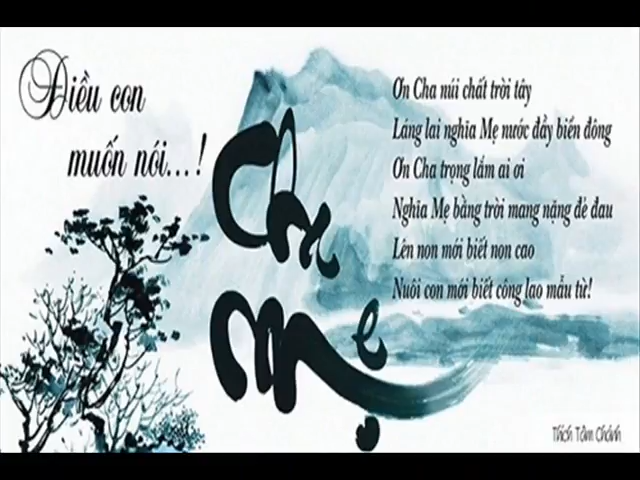 Điều con
muốn nói...!
Cha
Mẹ
Ơn Cha núi chất trời tây
Láng lai nghĩa Mẹ nước đầy biển đông
Ơn Cha trọng lắm ai ơi
Nghĩa Mẹ bằng trời mang nặng đẻ đau
Lên non mới biết non cao
Nuôi con mới biết công lao mẫu từ!
Thích Tâm Chánh